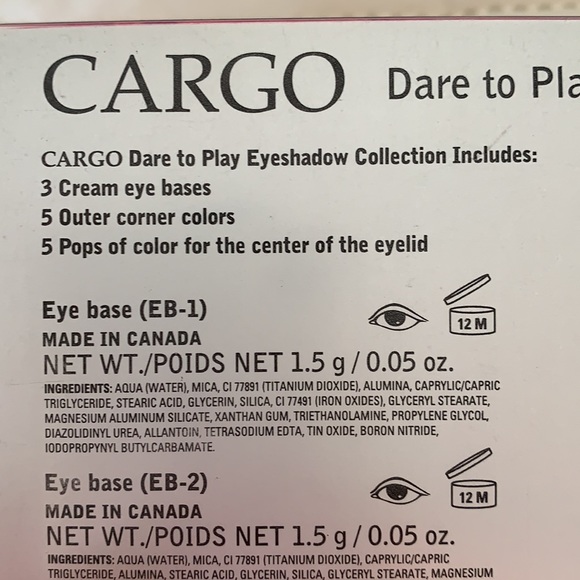 CARGO Dare to Pla
CARGO Dare to Play Eyeshadow Collection Includes:
3 Cream eye bases
5 Outer corner colors
5 Pops of color for the center of the eyelid
Eye base (EB-1)
12 M
MADE IN CANADA
NET WT./POIDS NET 1.5 g / 0.05 oz.
INGREDIENTS: AQUA (WATER), MICA, CI 77891 (TITANIUM DIOXIDE), ALUMINA, CAPRYLIC/CAPRIC
TRIGLYCERIDE, STEARIC ACID, GLYCERIN, SILICA, CI 77491 (IRON OXIDES), GLYCERYL STEARATE,
MAGNESIUM ALUMINUM SILICATE, XANTHAN GUM, TRIETHANOLAMINE, PROPYLENE GLYCOL,
DIAZOLIDINYL UREA, ALLANTOIN, TETRASODIUM EDTA, TIN OXIDE, BORON NITRIDE,
IODOPROPYNYL BUTYLCARBAMATE.
Eye base (EB-2)
12 M
MADE IN CANADA
NET WT./POIDS NET 1.5 g / 0.05 oz.
INGREDIENTS: AQUA (WATER), MICA, CI 77891 (TITANIUM DIOXIDE), CAPRYLIC/CAPRIC
TRIGLYCERIDE, ALUMINA, STEARIC ACID, GLYCERIN, SILICA, GLYCERYL STEARATE, MAGNESIUM